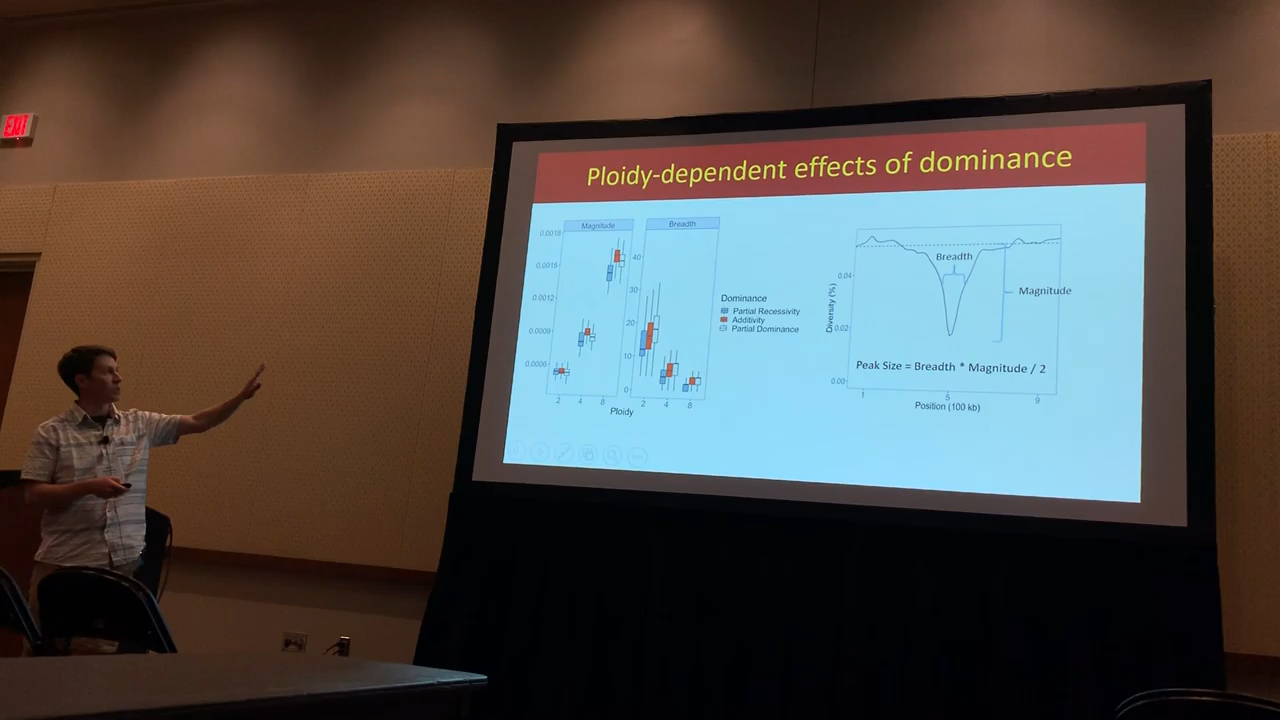 EXIT
Ploidy-dependent effects of dominance
Magnitude
Breadth
0.0018
0.0015
0.0012
0.0009
0.0006
2 4 8
40
30
20
10
0
2 4 8
Ploidy
Dominance
Partial Recessivity
Additivity
Partial Dominance
Breadth
Magnitude
Diversity (%)
0.04
0.02
0.00
Peak Size = Breadth * Magnitude / 2
1 5 9
Position (100 kb)